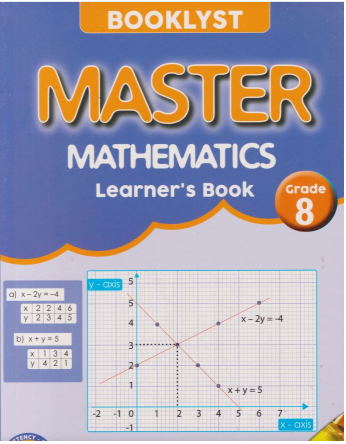 BOOKLYST
MASTER
MATHEMATICS
Learner's Book
Grade
8
a) x – 2y = –4
x 2 2 4 6
y 2 3 4 5
b) x + y = 5
x 1 3 4
y 4 2 1
y - axis
5
5
4
3
2
1
x – 2y = -4
x + y = 5
-2 -1 0 1 2 3 4 5 6 7
-1
x - axis